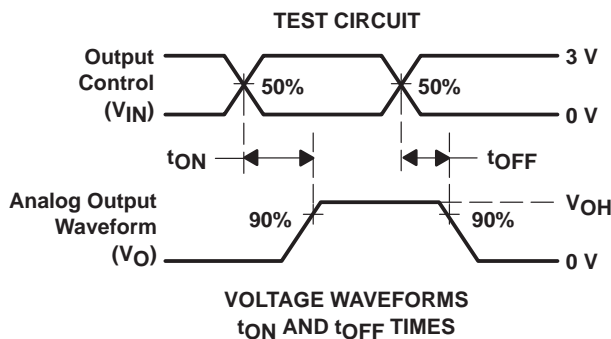 TEST CIRCUIT
Output
Control
(VIN)
3 V
50%
50%
0 V
tON
tOFF
Analog Output
Waveform
(VO)
90%
90%
VOH
0 V
VOLTAGE WAVEFORMS
tON AND tOFF TIMES